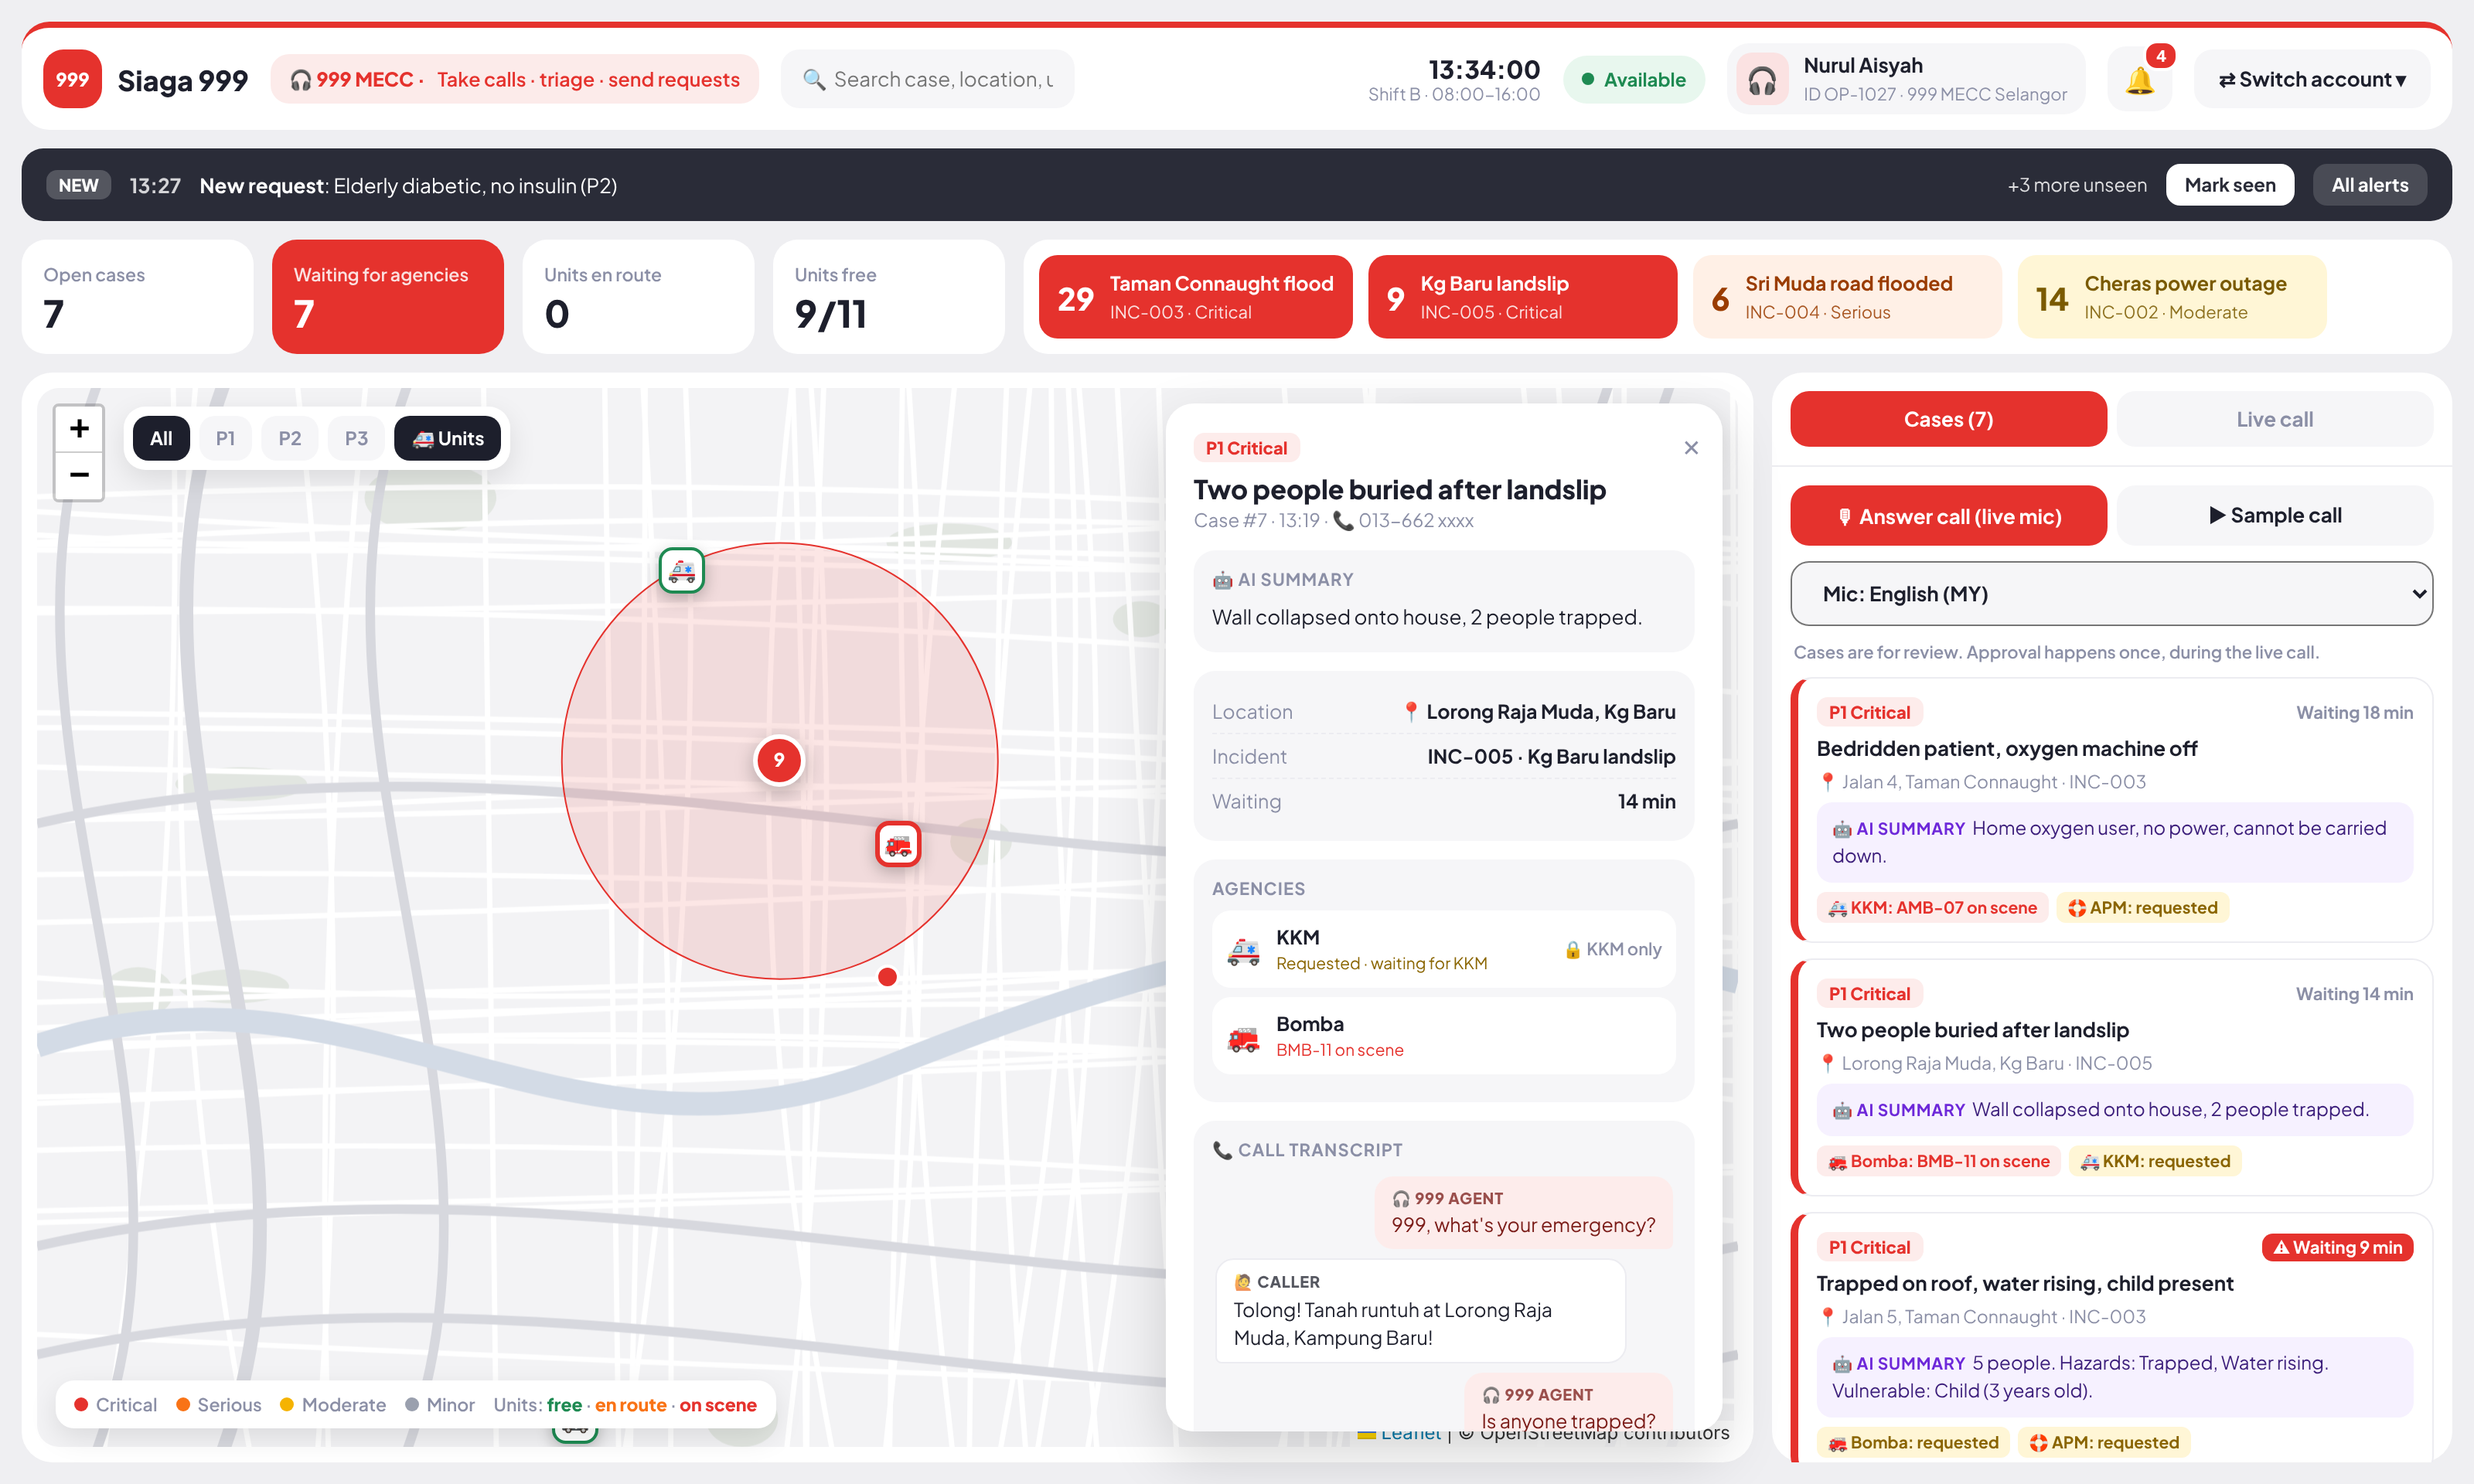 999
Siaga 999
999 MECC · Take calls · triage · send requests
Search case, location, u
13:34:00
Shift B · 08:00–16:00
Available
Nurul Aisyah
ID OP-1027 · 999 MECC Selangor
4
⇄ Switch account ▾
NEW 13:27 New request: Elderly diabetic, no insulin (P2)
+3 more unseen
Mark seen
All alerts
Open cases
7
Waiting for agencies
7
Units en route
0
Units free
9/11
29
Taman Connaught flood
INC-003 · Critical
9
Kg Baru landslip
INC-005 · Critical
6
Sri Muda road flooded
INC-004 · Serious
14
Cheras power outage
INC-002 · Moderate
+
−
All
P1
P2
P3
Units
9
Critical Serious Moderate Minor Units: free · en route · on scene
P1 Critical
✕
Two people buried after landslip
Case #7 · 13:19 · 013-662 xxxx
AI SUMMARY
Wall collapsed onto house, 2 people trapped.
Location Lorong Raja Muda, Kg Baru
Incident INC-005 · Kg Baru landslip
Waiting 14 min
AGENCIES
KKM
Requested · waiting for KKM
KKM only
Bomba
BMB-11 on scene
CALL TRANSCRIPT
999 AGENT
999, what's your emergency?
CALLER
Tolong! Tanah runtuh at Lorong Raja
Muda, Kampung Baru!
999 AGENT
Is anyone trapped?
Leaflet | © OpenStreetMap contributors
Cases (7)
Live call
Answer call (live mic)
▶ Sample call
Mic: English (MY)
Cases are for review. Approval happens once, during the live call.
P1 Critical
Waiting 18 min
Bedridden patient, oxygen machine off
Jalan 4, Taman Connaught · INC-003
AI SUMMARY Home oxygen user, no power, cannot be carried
down.
KKM: AMB-07 on scene
APM: requested
P1 Critical
Waiting 14 min
Two people buried after landslip
Lorong Raja Muda, Kg Baru · INC-005
AI SUMMARY Wall collapsed onto house, 2 people trapped.
Bomba: BMB-11 on scene
KKM: requested
P1 Critical
⚠ Waiting 9 min
Trapped on roof, water rising, child present
Jalan 5, Taman Connaught · INC-003
AI SUMMARY 5 people. Hazards: Trapped, Water rising.
Vulnerable: Child (3 years old).
Bomba: requested
APM: requested